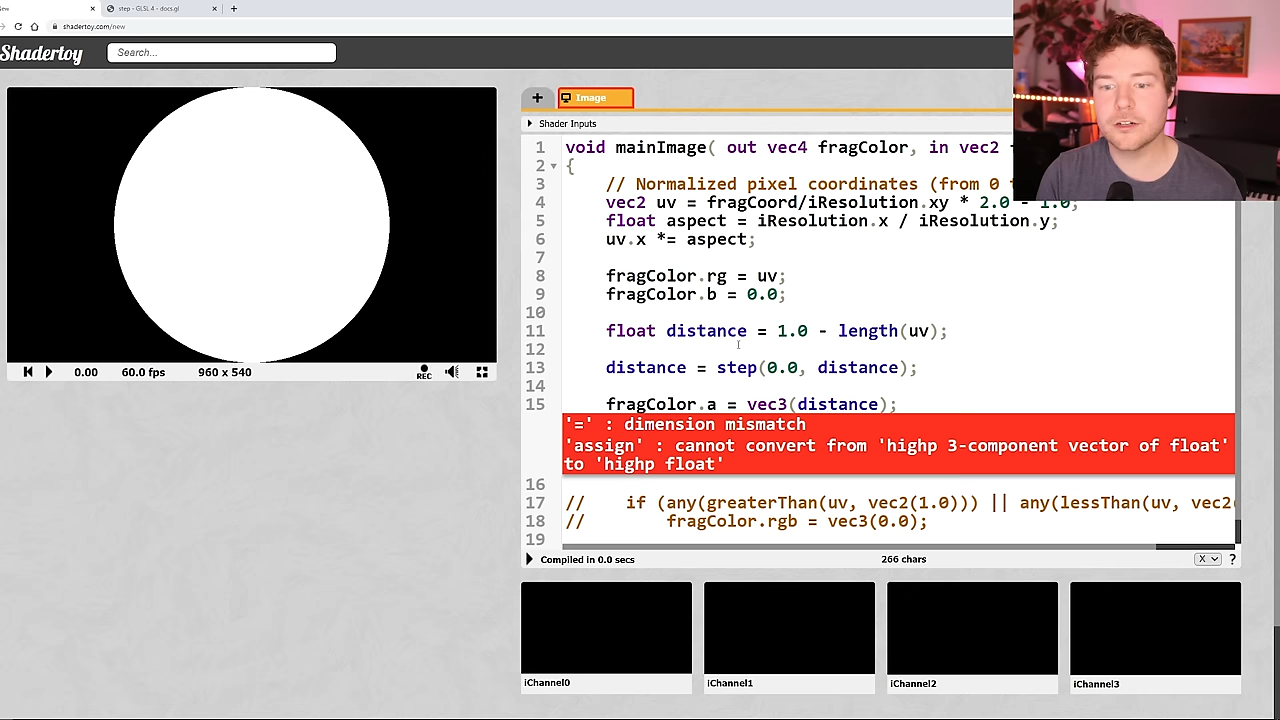 New
step - GLSL 4 - docs.gl
shadertoy.com/new
Shadertoy
Search...
Image
Shader Inputs
1 void mainImage( out vec4 fragColor, in vec2
2 {
3 // Normalized pixel coordinates (from 0
4 vec2 uv = fragCoord/iResolution.xy * 2.0 - 1.0;
5 float aspect = iResolution.x / iResolution.y;
6 uv.x *= aspect;
7
8 fragColor.rg = uv;
9 fragColor.b = 0.0;
10
11 float distance = 1.0 - length(uv);
12
13 distance = step(0.0, distance);
14
15 fragColor.a = vec3(distance);
'=' : dimension mismatch
'assign' : cannot convert from 'highp 3-component vector of float'
to 'highp float'
16
17 // if (any(greaterThan(uv, vec2(1.0))) || any(lessThan(uv, vec2(
18 // fragColor.rgb = vec3(0.0);
19
0.00 60.0 fps 960 x 540
REC
Compiled in 0.0 secs 266 chars X ?
iChannel0 iChannel1 iChannel2 iChannel3